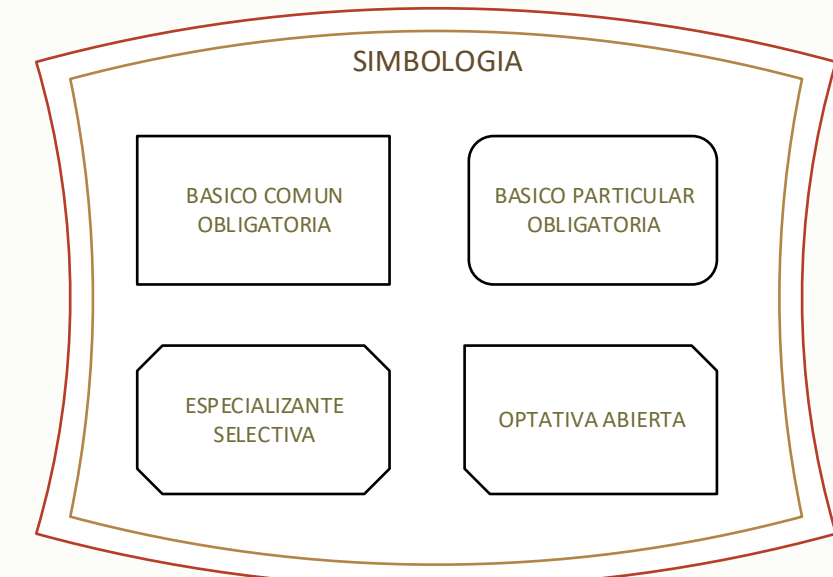 SIMBOLOGIA
BASICO COMUN
OBLIGATORIA
BASICO PARTICULAR
OBLIGATORIA
ESPECIALIZANTE
SELECTIVA
OPTATIVA ABIERTA